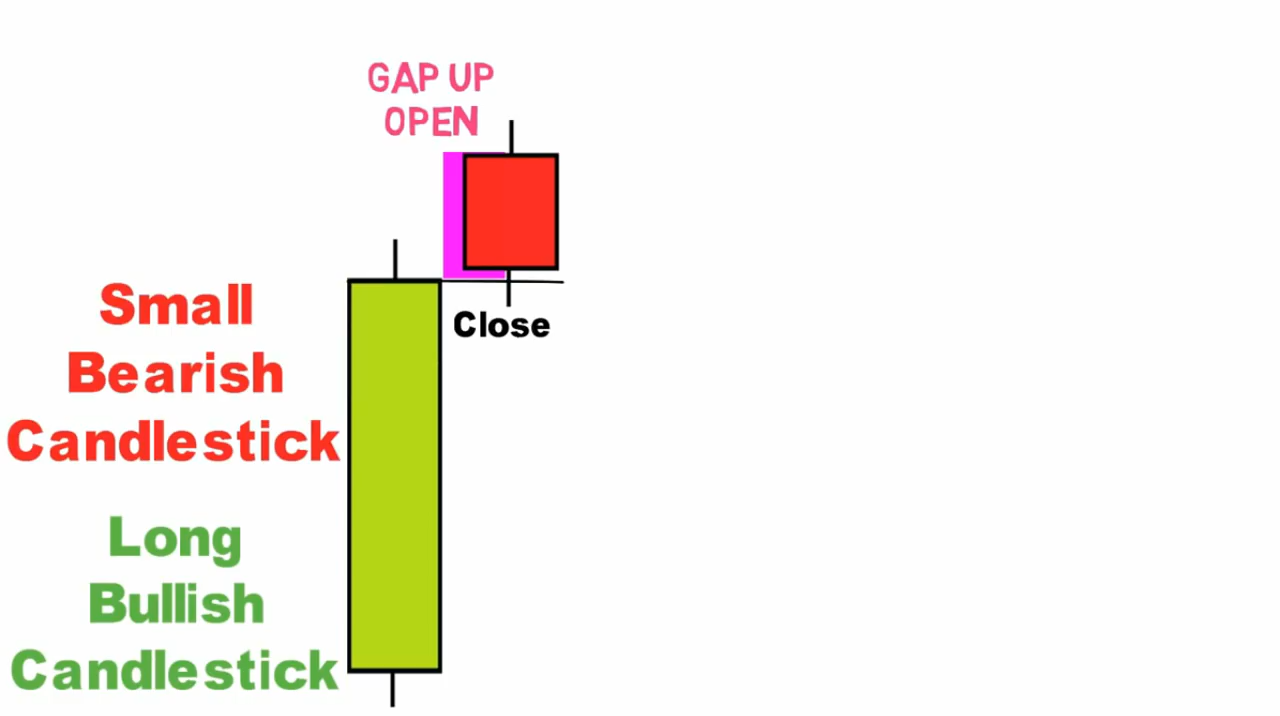 GAP UP
OPEN
Close
Small
Bearish
Candlestick
Long
Bullish
Candlestick